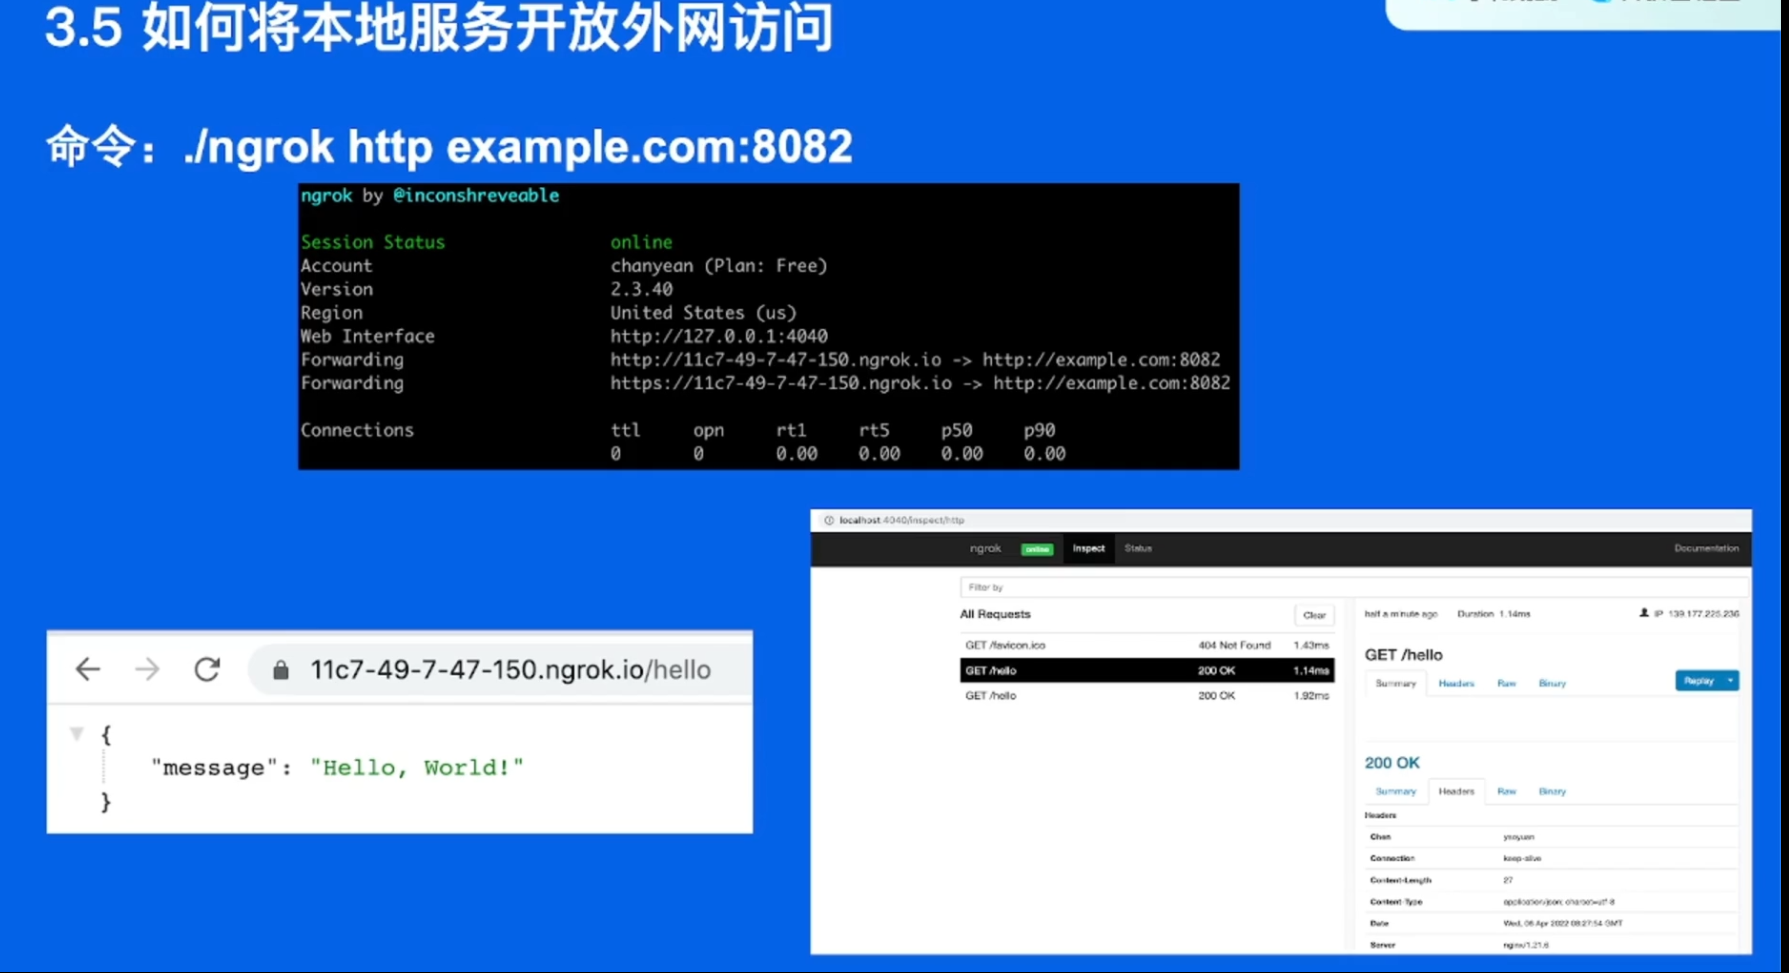 3.5 如何将本地服务开放外网访问
命令：./ngrok http example.com:8082
ngrok by @inconshreveable
Session Status online
Account chanyean (Plan: Free)
Version 2.3.40
Region United States (us)
Web Interface http://127.0.0.1:4040
Forwarding http://11c7-49-7-47-150.ngrok.io -> http://example.com:8082
Forwarding https://11c7-49-7-47-150.ngrok.io -> http://example.com:8082
Connections ttl opn rt1 rt5 p50 p90
0 0 0.00 0.00 0.00 0.00
11c7-49-7-47-150.ngrok.io/hello
{
"message": "Hello, World!"
}
localhost:4040/inspect/http
ngrok online Inspect Status Documentation
Filter by
All Requests Clear
GET /favicon.ico 404 Not Found 1.43ms
GET /hello 200 OK 1.14ms
GET /hello 200 OK 1.92ms
half a minute ago Duration 1.14ms IP 139.177.225.236
GET /hello
Summary Headers Raw Binary Replay
200 OK
Summary Headers Raw Binary
Headers
Chen
Connection keep-alive
Content-Length 27
Content-Type application/json; charset=utf-8
Date Wed, 06 Apr 2022 08:27:54 GMT
Server nginx/1.21.6